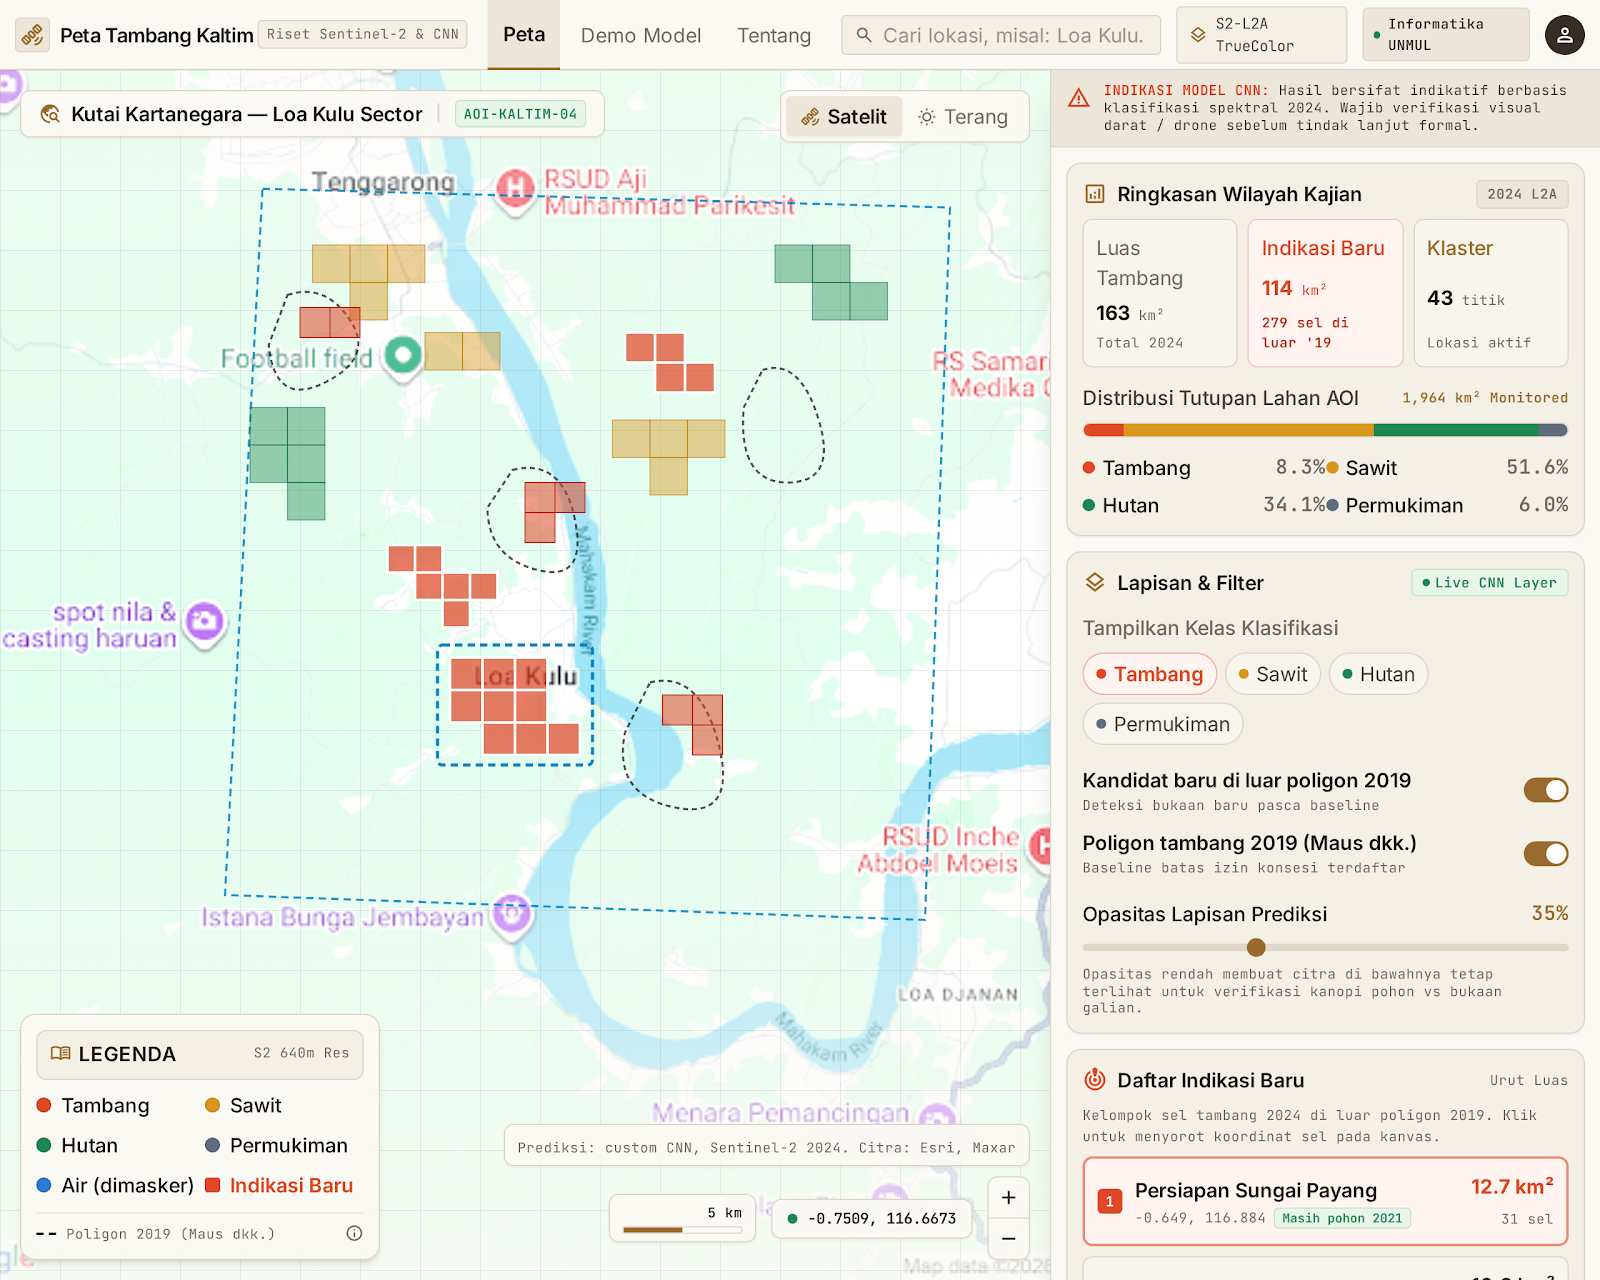 Peta Tambang Kaltim
Riset Sentinel-2 & CNN
Peta
Demo Model
Tentang
Cari lokasi, misal: Loa Kulu.
S2-L2A
TrueColor
Informatika
UNMUL
Kutai Kartanegara — Loa Kulu Sector
AOI-KALTIM-04
Satelit
Terang
Tenggarong
RSUD Aji
Muhammad Parikesit
Football field
RS Samari
Medika
Mahakam River
spot nila &
casting haruan
Loa Kulu
RSUD Inche
Abdoel Moeis
Istana Bunga Jembayan
LOA DJANAN
Mahakam River
Menara Pemancingan
LEGENDA
S2 640m Res
Tambang
Sawit
Hutan
Permukiman
Air (dimasker)
Indikasi Baru
Poligon 2019 (Maus dkk.)
Prediksi: custom CNN, Sentinel-2 2024. Citra: Esri, Maxar
5 km
-0.7509, 116.6673
+
−
Map data ©2026
INDIKASI MODEL CNN: Hasil bersifat indikatif berbasis
klasifikasi spektral 2024. Wajib verifikasi visual
darat / drone sebelum tindak lanjut formal.
Ringkasan Wilayah Kajian
2024 L2A
Luas
Tambang
163 km²
Total 2024
Indikasi Baru
114 km²
279 sel di
luar '19
Klaster
43 titik
Lokasi aktif
Distribusi Tutupan Lahan AOI
1,964 km² Monitored
Tambang 8.3%
Sawit 51.6%
Hutan 34.1%
Permukiman 6.0%
Lapisan & Filter
Live CNN Layer
Tampilkan Kelas Klasifikasi
Tambang
Sawit
Hutan
Permukiman
Kandidat baru di luar poligon 2019
Deteksi bukaan baru pasca baseline
Poligon tambang 2019 (Maus dkk.)
Baseline batas izin konsesi terdaftar
Opasitas Lapisan Prediksi
35%
Opasitas rendah membuat citra di bawahnya tetap
terlihat untuk verifikasi kanopi pohon vs bukaan
galian.
Daftar Indikasi Baru
Urut Luas
Kelompok sel tambang 2024 di luar poligon 2019. Klik
untuk menyorot koordinat sel pada kanvas.
1
Persiapan Sungai Payang
12.7 km²
-0.649, 116.884
Masih pohon 2021
31 sel